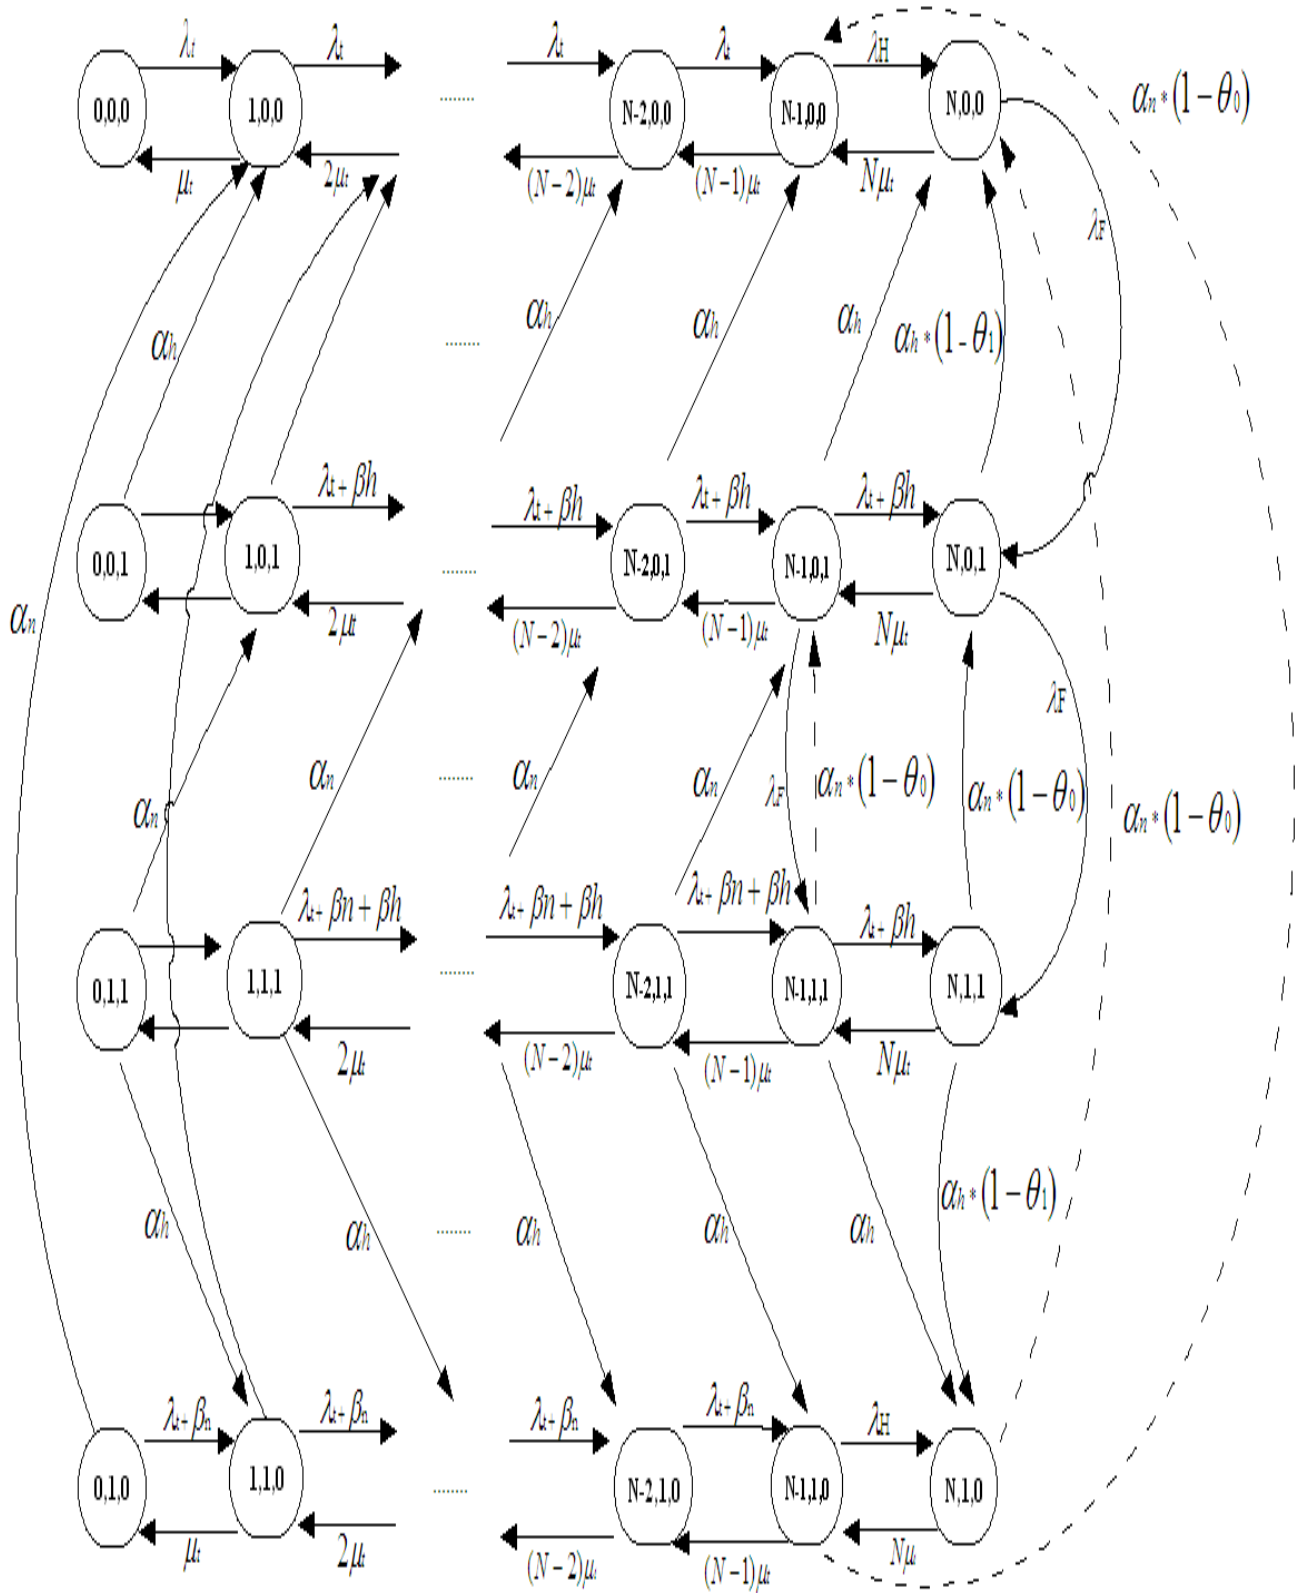 λt λt λt λt λH
αn*(1−θ0)
0,0,0 1,0,0 ........ N-2,0,0 N-1,0,0 N,0,0
μt 2μt (N−2)μt (N−1)μt Nμt
λF
αh αh αh αh αh*(1-θ1)
........
λt+βh λt+βh λt+βh λt+βh
0,0,1 1,0,1 ........ N-2,0,1 N-1,0,1 N,0,1
αn 2μt (N−2)μt (N−1)μt Nμt
λF
αn αn ........ αn αn λF αn*(1−θ0) αn*(1−θ0) αn*(1−θ0)
λt+βn+βh λt+βn+βh λt+βn+βh λt+βh
0,1,1 1,1,1 ........ N-2,1,1 N-1,1,1 N,1,1
2μt (N−2)μt (N−1)μt Nμt
αh αh ........ αh αh αh αh*(1−θ1)
λt+βn λt+βn λt+βn λt+βn λH
0,1,0 1,1,0 ........ N-2,1,0 N-1,1,0 N,1,0
μt 2μt (N−2)μt (N−1)μt Nμt